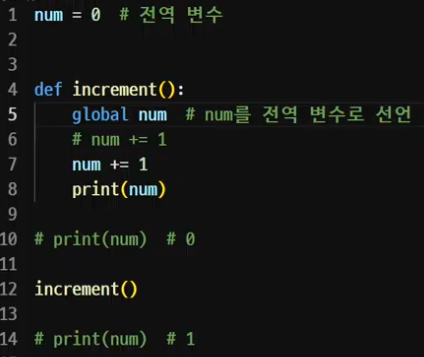 1 num = 0  # 전역 변수
2
3
4 def increment():
5     global num  # num를 전역 변수로 선언
6     # num += 1
7     num += 1
8     print(num)
9
10 # print(num)  # 0
11
12 increment()
13
14 # print(num)  # 1